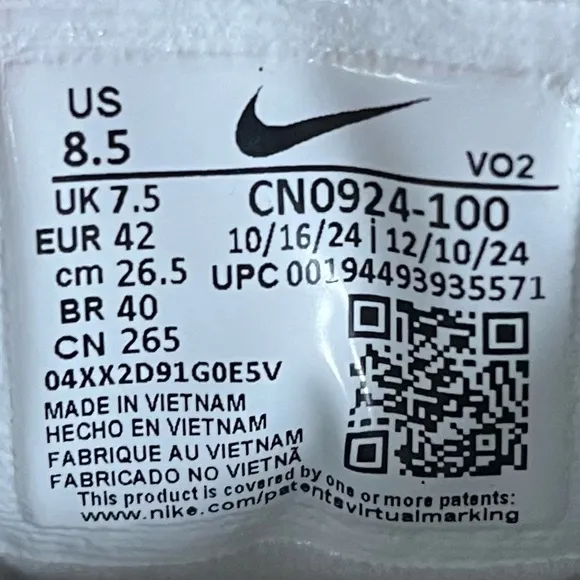 US
8.5
VO2
UK 7.5
CN0924-100
EUR 42
10/16/24 | 12/10/24
cm 26.5
UPC 00194493935571
BR 40
CN 265
04XX2D91G0E5V
MADE IN VIETNAM
HECHO EN VIETNAM
FABRIQUE AU VIETNAM
FABRICADO NO VIETNÃ
This product is covered by one or more patents:
www.nike.com/patentsvirtualmarking